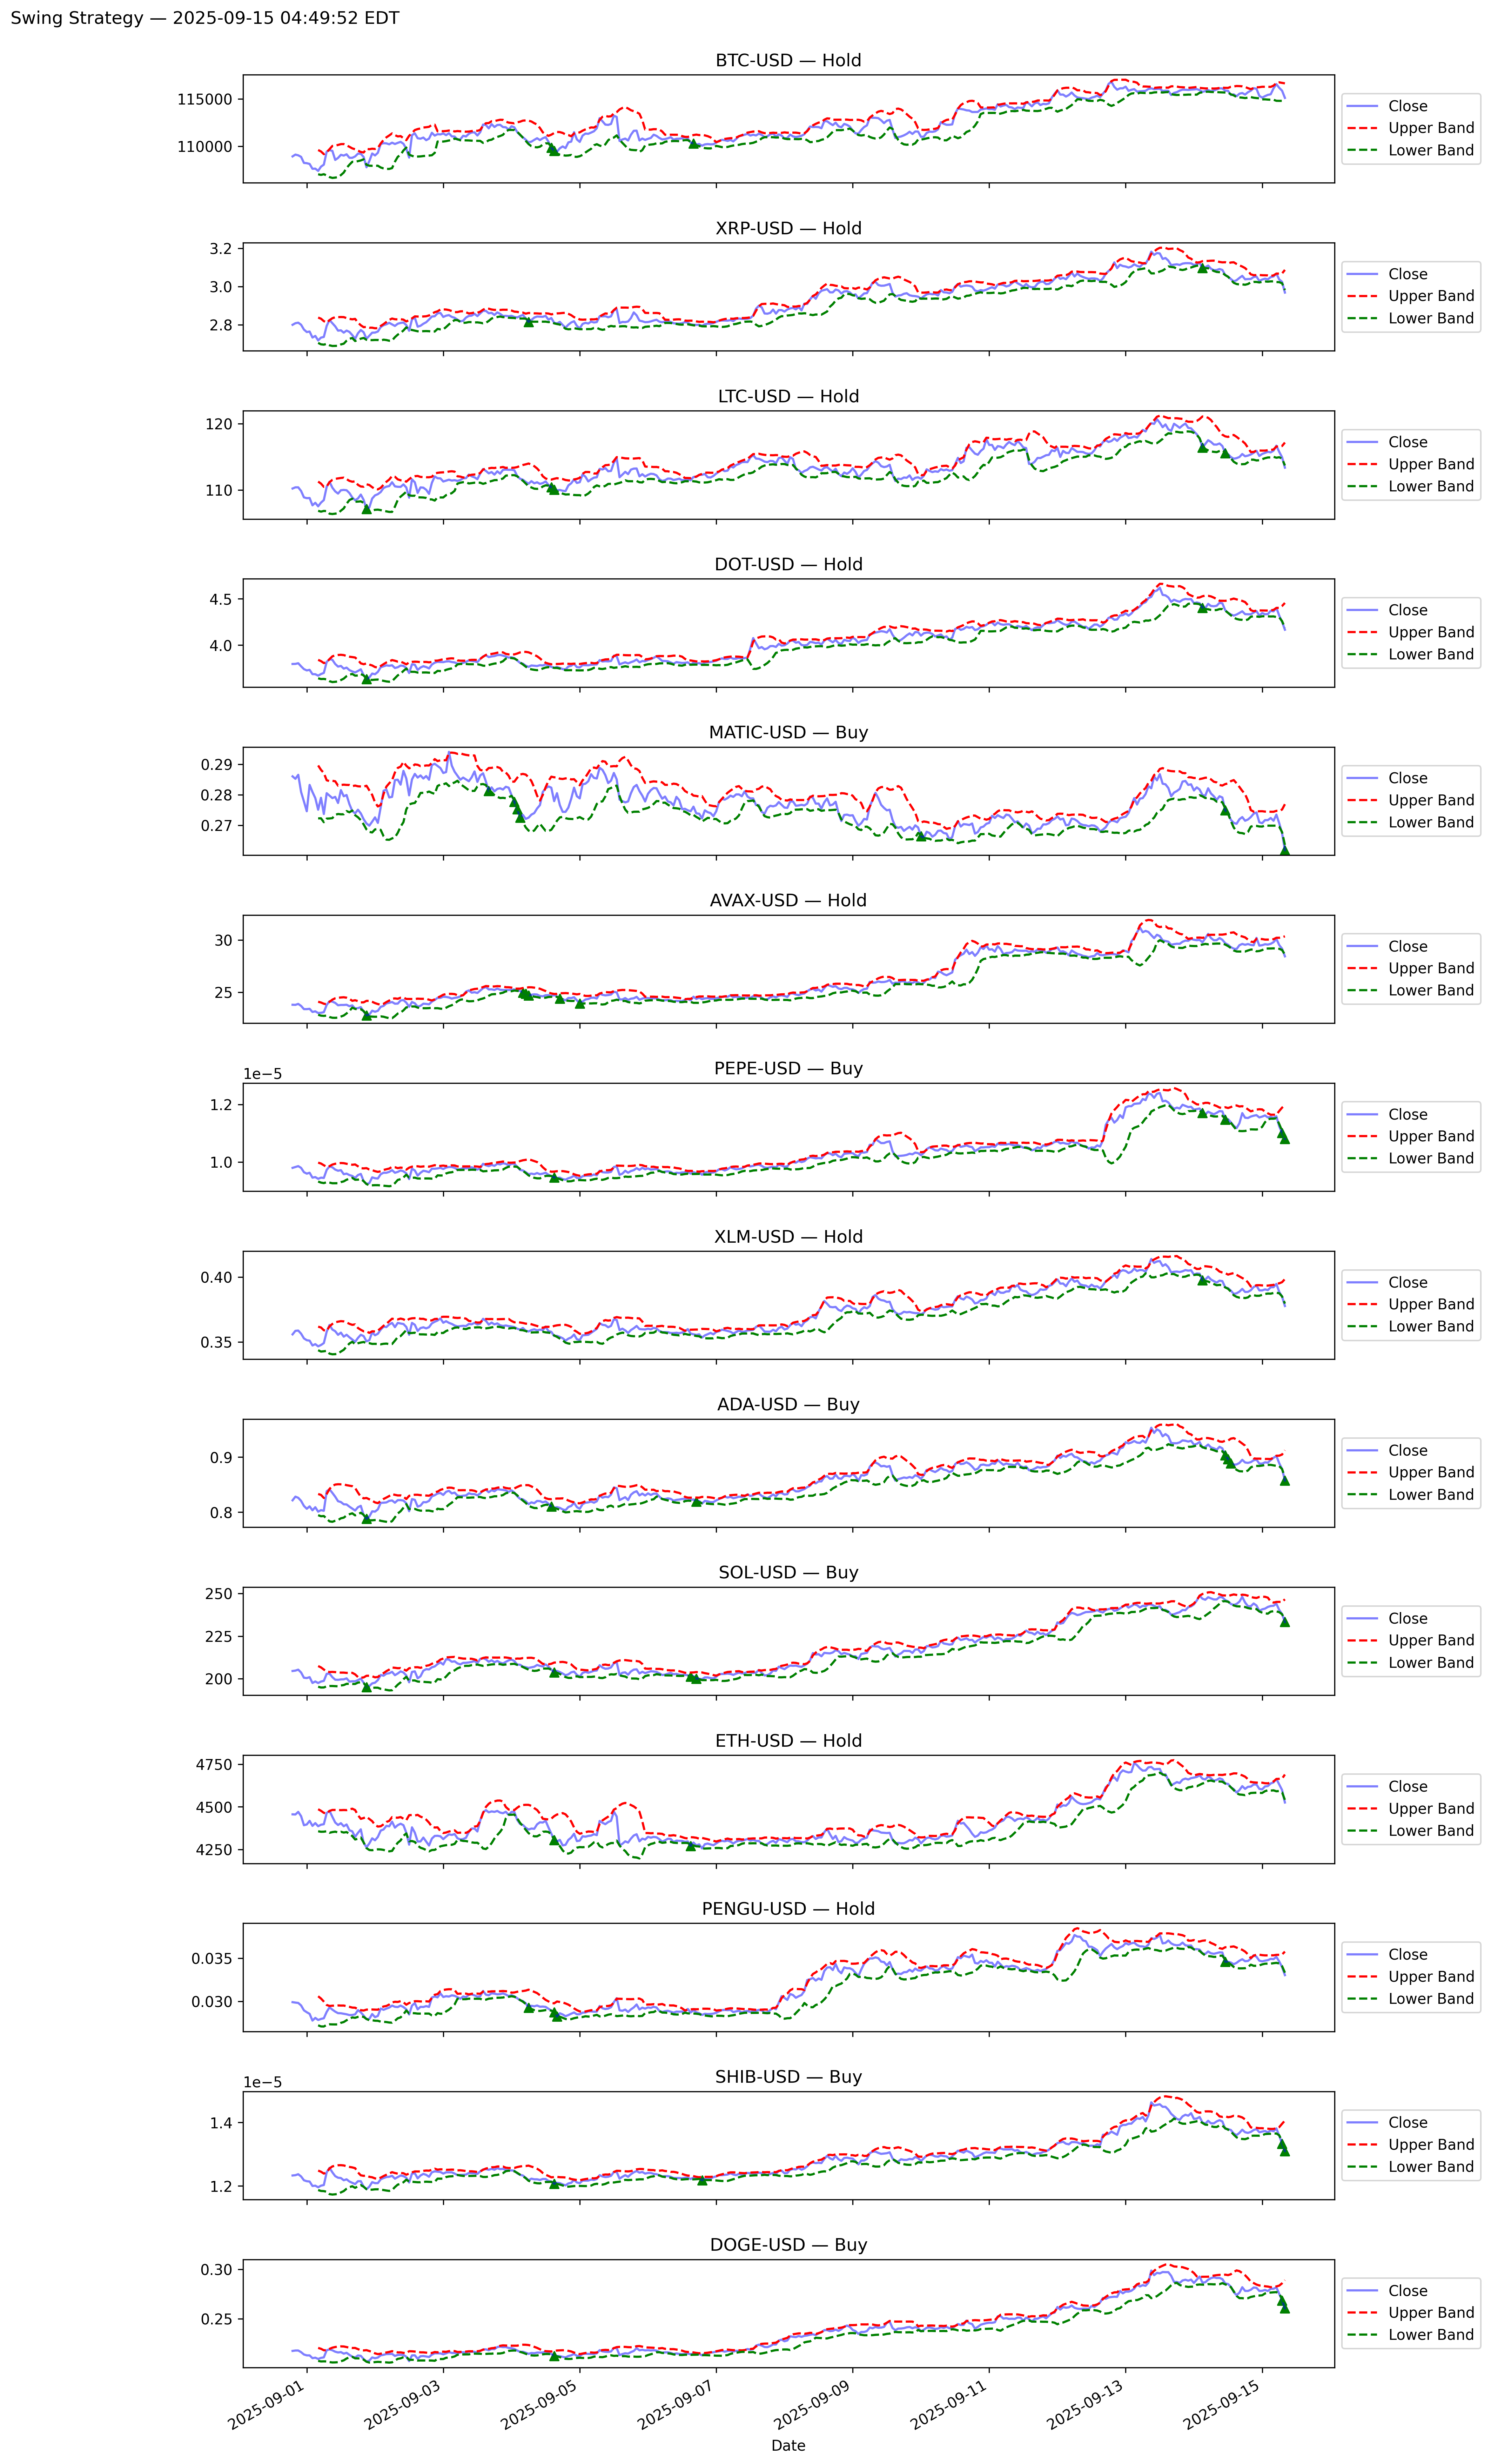 Swing Strategy — 2025-09-15 04:49:52 EDT
BTC-USD — Hold
115000
110000
Close
Upper Band
Lower Band
XRP-USD — Hold
3.2
3.0
2.8
Close
Upper Band
Lower Band
LTC-USD — Hold
120
110
Close
Upper Band
Lower Band
DOT-USD — Hold
4.5
4.0
Close
Upper Band
Lower Band
MATIC-USD — Buy
0.29
0.28
0.27
Close
Upper Band
Lower Band
AVAX-USD — Hold
30
25
Close
Upper Band
Lower Band
PEPE-USD — Buy
1e−5
1.2
1.0
Close
Upper Band
Lower Band
XLM-USD — Hold
0.40
0.35
Close
Upper Band
Lower Band
ADA-USD — Buy
0.9
0.8
Close
Upper Band
Lower Band
SOL-USD — Buy
250
225
200
Close
Upper Band
Lower Band
ETH-USD — Hold
4750
4500
4250
Close
Upper Band
Lower Band
PENGU-USD — Hold
0.035
0.030
Close
Upper Band
Lower Band
SHIB-USD — Buy
1e−5
1.4
1.2
Close
Upper Band
Lower Band
DOGE-USD — Buy
0.30
0.25
Close
Upper Band
Lower Band
2025-09-01
2025-09-03
2025-09-05
2025-09-07
2025-09-09
2025-09-11
2025-09-13
2025-09-15
Date